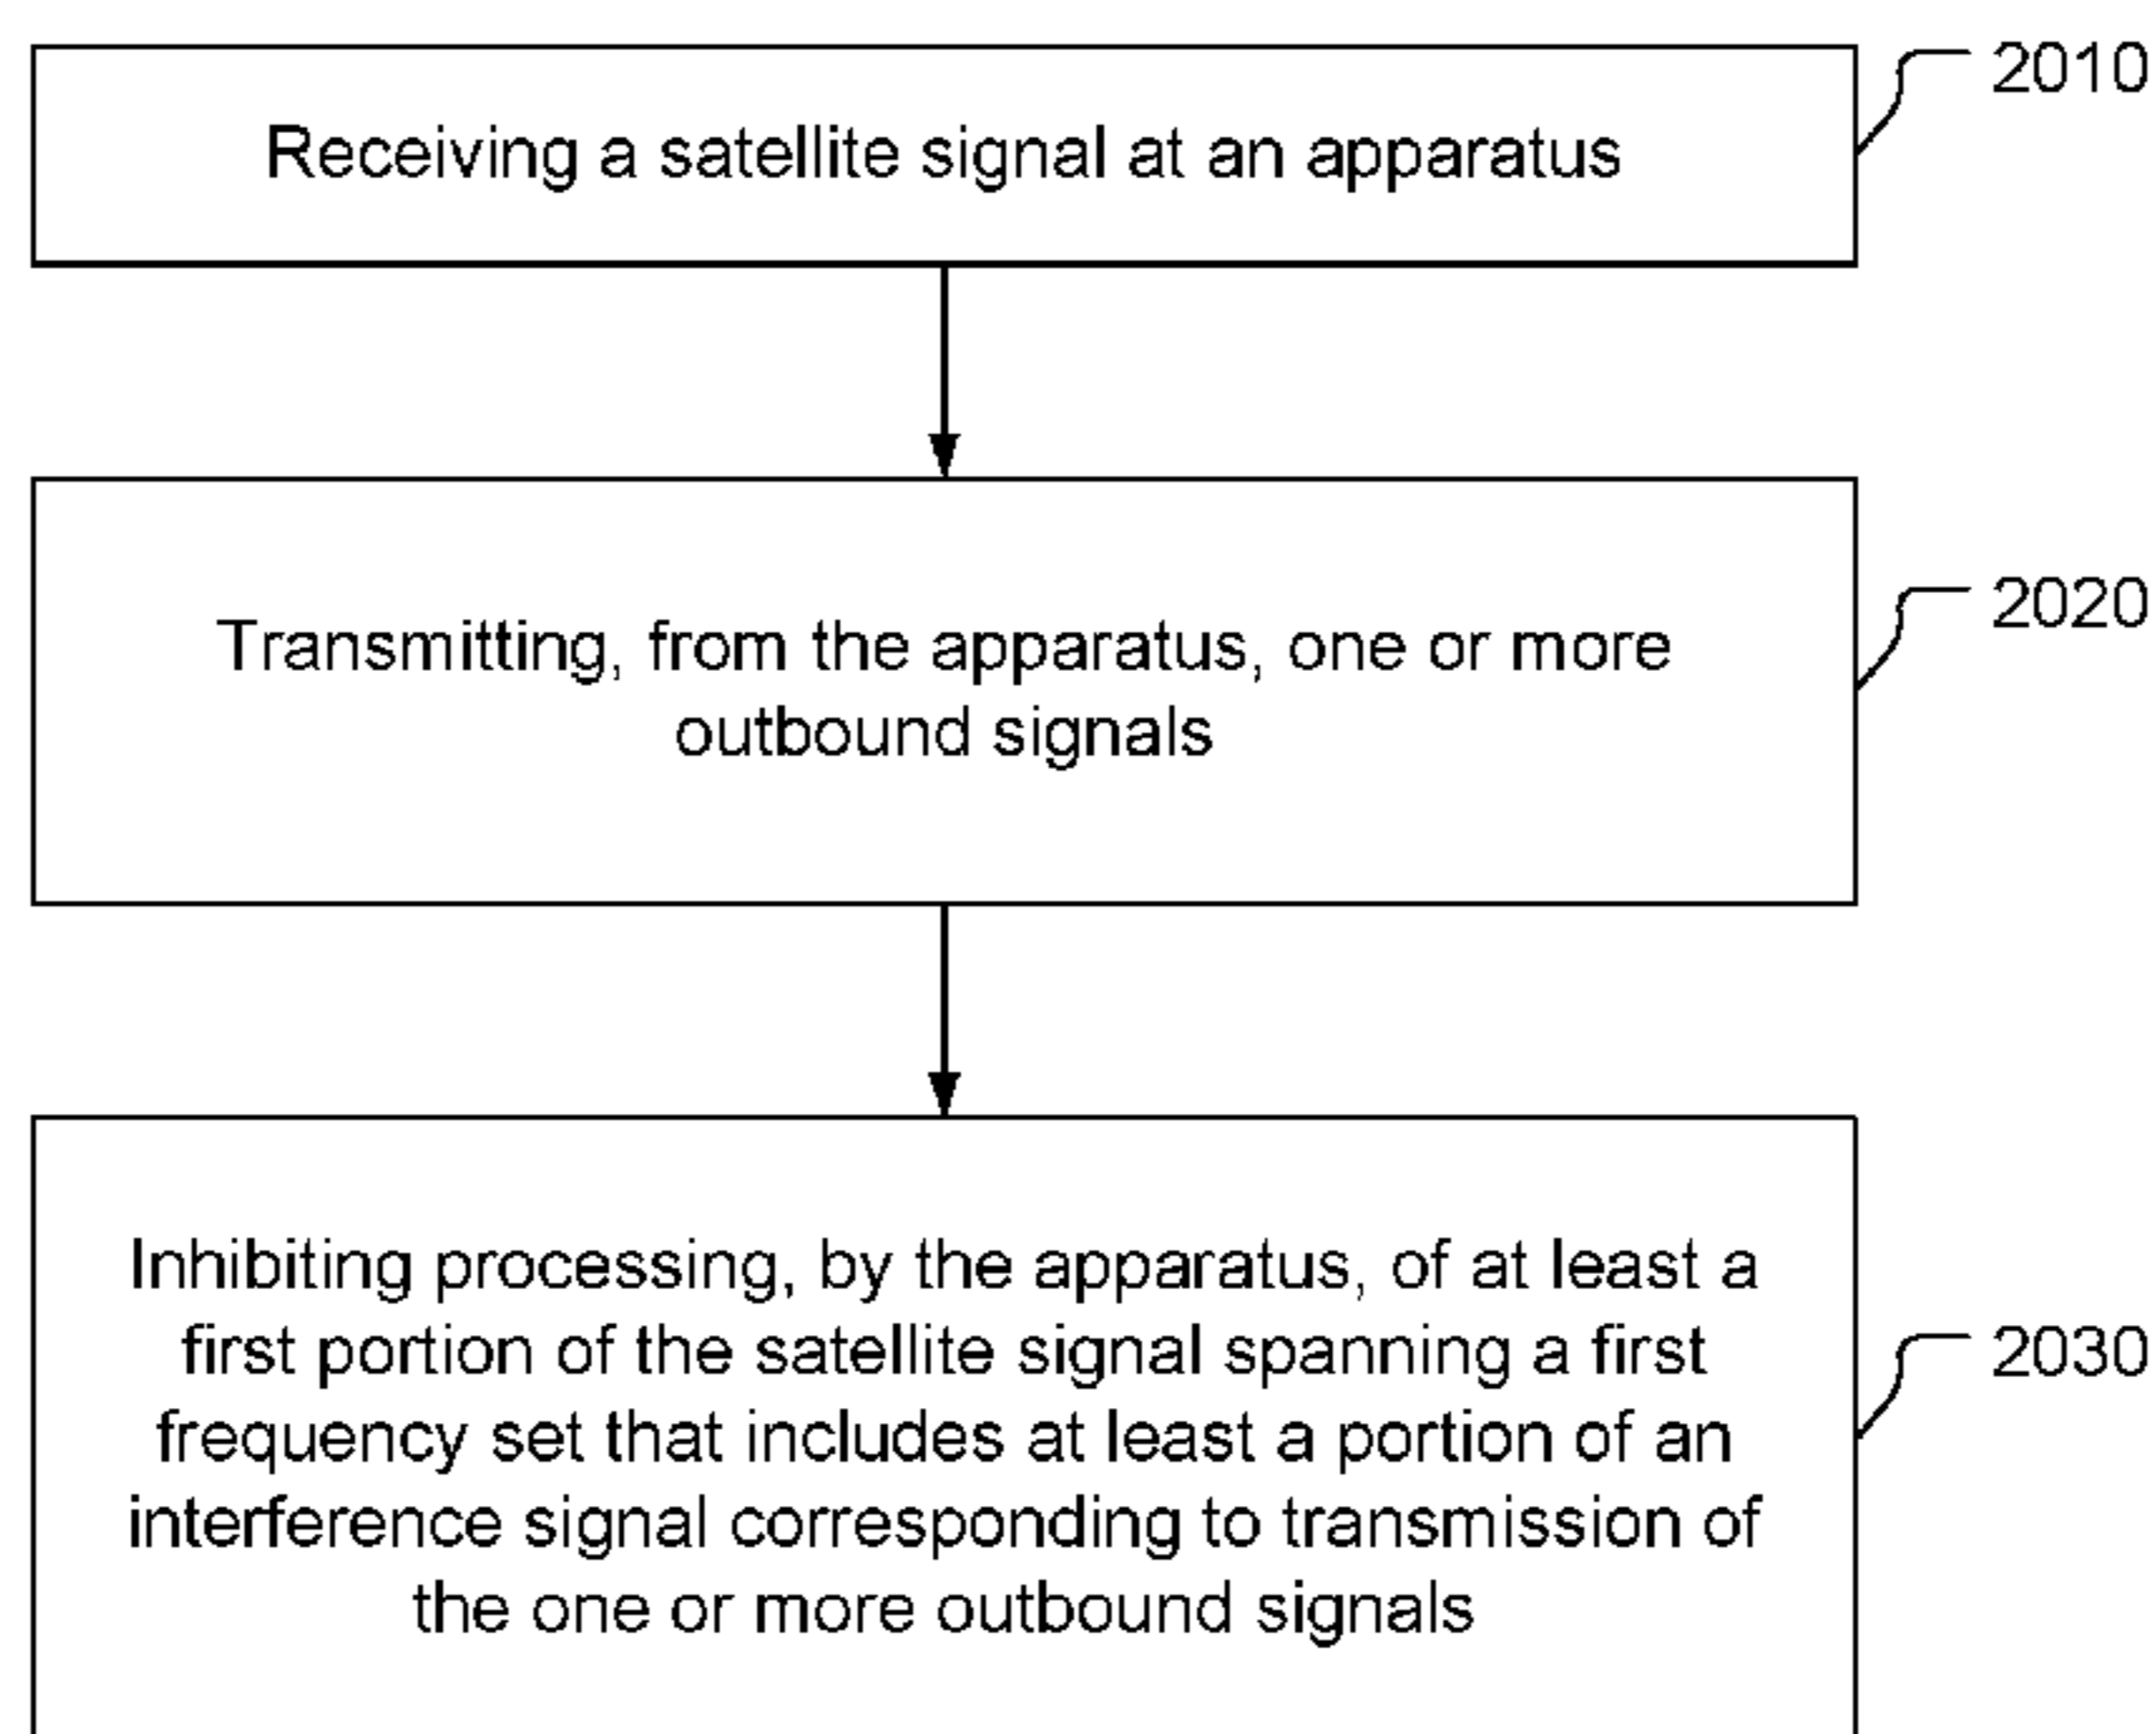 2010
Receiving a satellite signal at an apparatus
2020
Transmitting, from the apparatus, one or more
outbound signals
Inhibiting processing, by the apparatus, of at least a
first portion of the satellite signal spanning a first
2030
frequency set that includes at least a portion of an
interference signal corresponding to transmission of
the one or more outbound signals